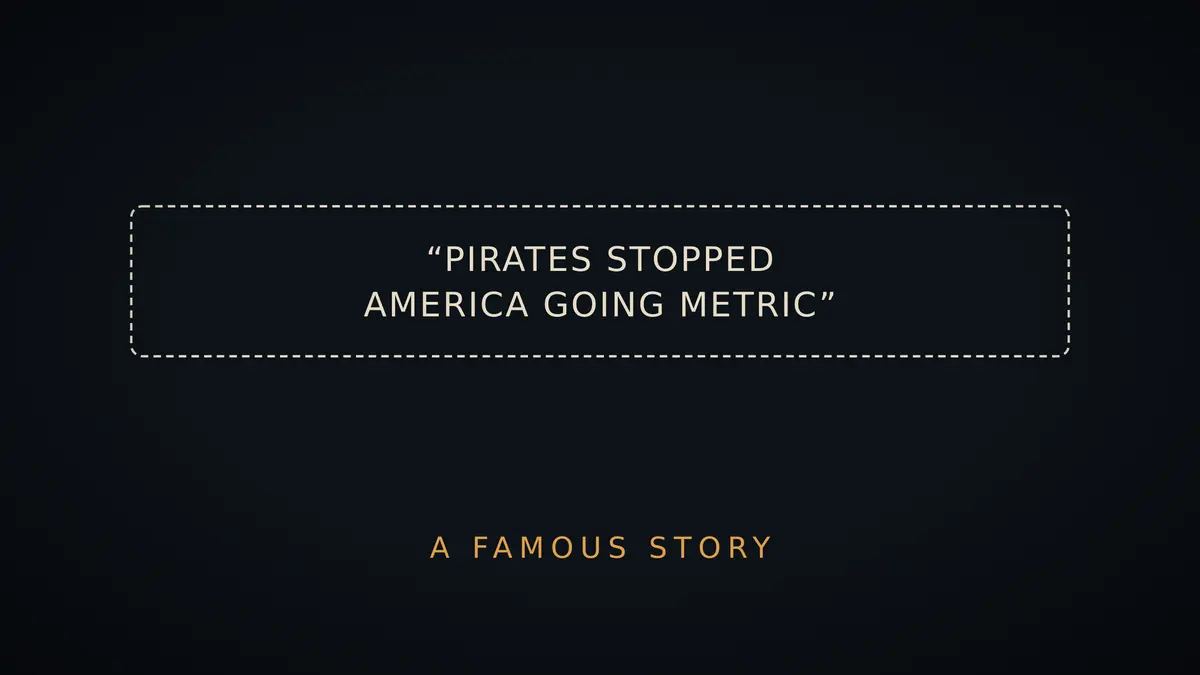 “PIRATES STOPPED
AMERICA GOING METRIC”
A FAMOUS STORY